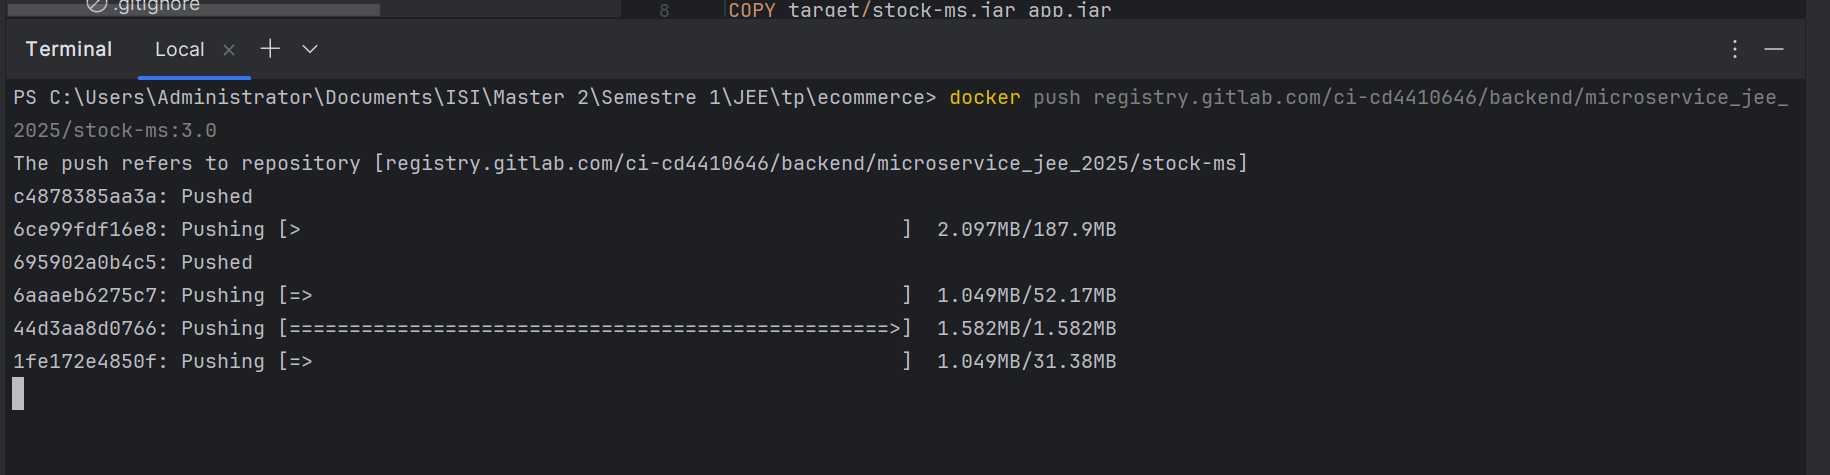 .gitignore
8 COPY target/stock-ms.jar app.jar
Terminal Local
PS C:\Users\Administrator\Documents\ISI\Master 2\Semestre 1\JEE\tp\ecommerce> docker push registry.gitlab.com/ci-cd4410646/backend/microservice_jee_
2025/stock-ms:3.0
The push refers to repository [registry.gitlab.com/ci-cd4410646/backend/microservice_jee_2025/stock-ms]
c4878385aa3a: Pushed
6ce99fdf16e8: Pushing [>                                                  ]  2.097MB/187.9MB
695902a0b4c5: Pushed
6aaaeb6275c7: Pushing [=>                                                 ]  1.049MB/52.17MB
44d3aa8d0766: Pushing [==================================================>]  1.582MB/1.582MB
1fe172e4850f: Pushing [=>                                                 ]  1.049MB/31.38MB